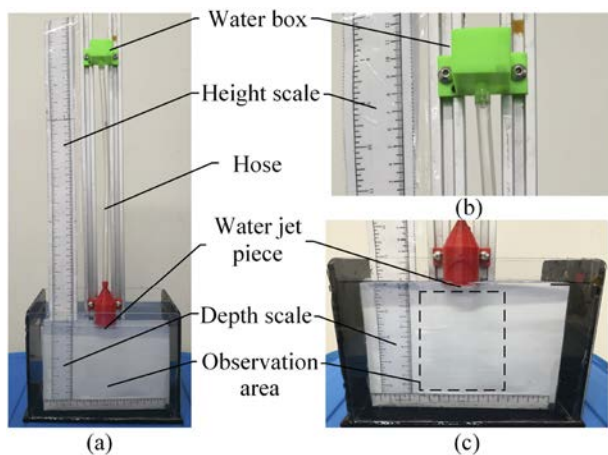 Water box
Height scale
Hose
Water jet
piece
Depth scale
Observation
area
(a)
(b)
(c)